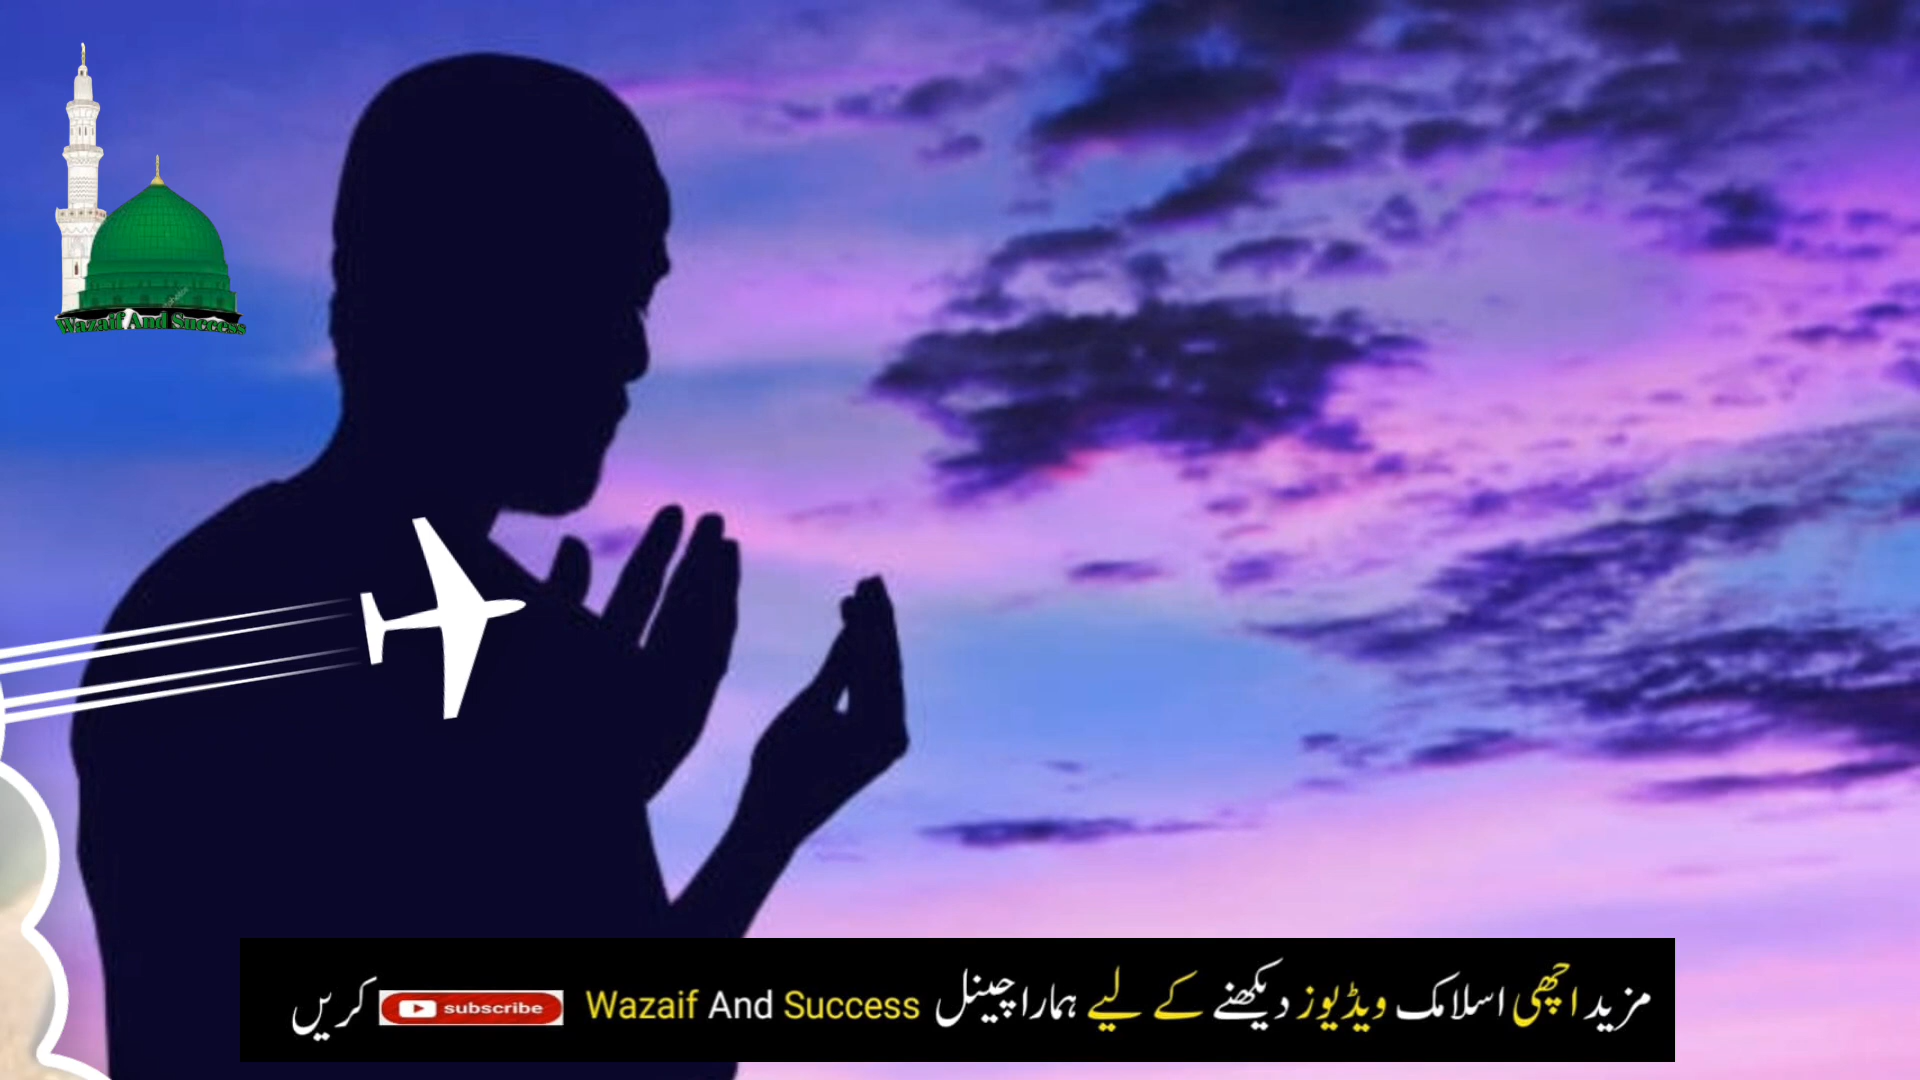 Wazaif And Success
مزید اچھی اسلامک ویڈیوز دیکھنے کے لیے ہمارا چینل Wazaif And Success subscribe کریں